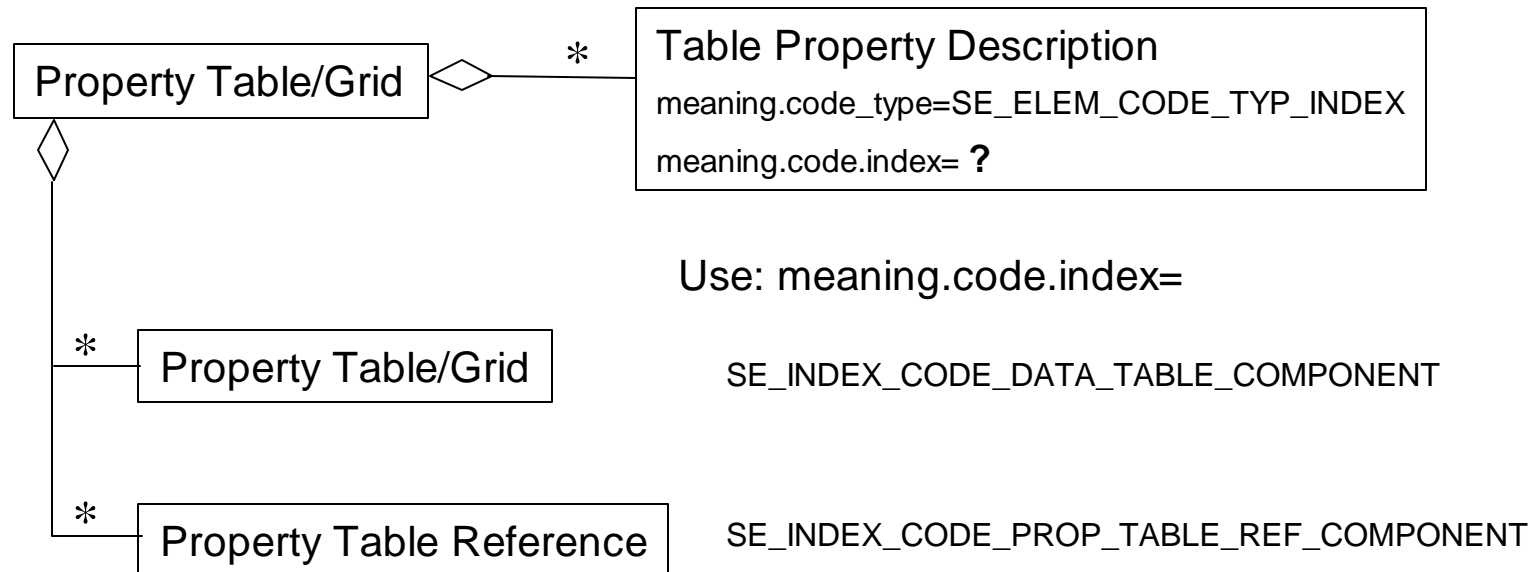 Property Table/Grid
*
Table Property Description
meaning.code_type=SE_ELEM_CODE_TYP_INDEX
meaning.code.index= ?
Use: meaning.code.index=
*
Property Table/Grid
SE_INDEX_CODE_DATA_TABLE_COMPONENT
*
Property Table Reference
SE_INDEX_CODE_PROP_TABLE_REF_COMPONENT